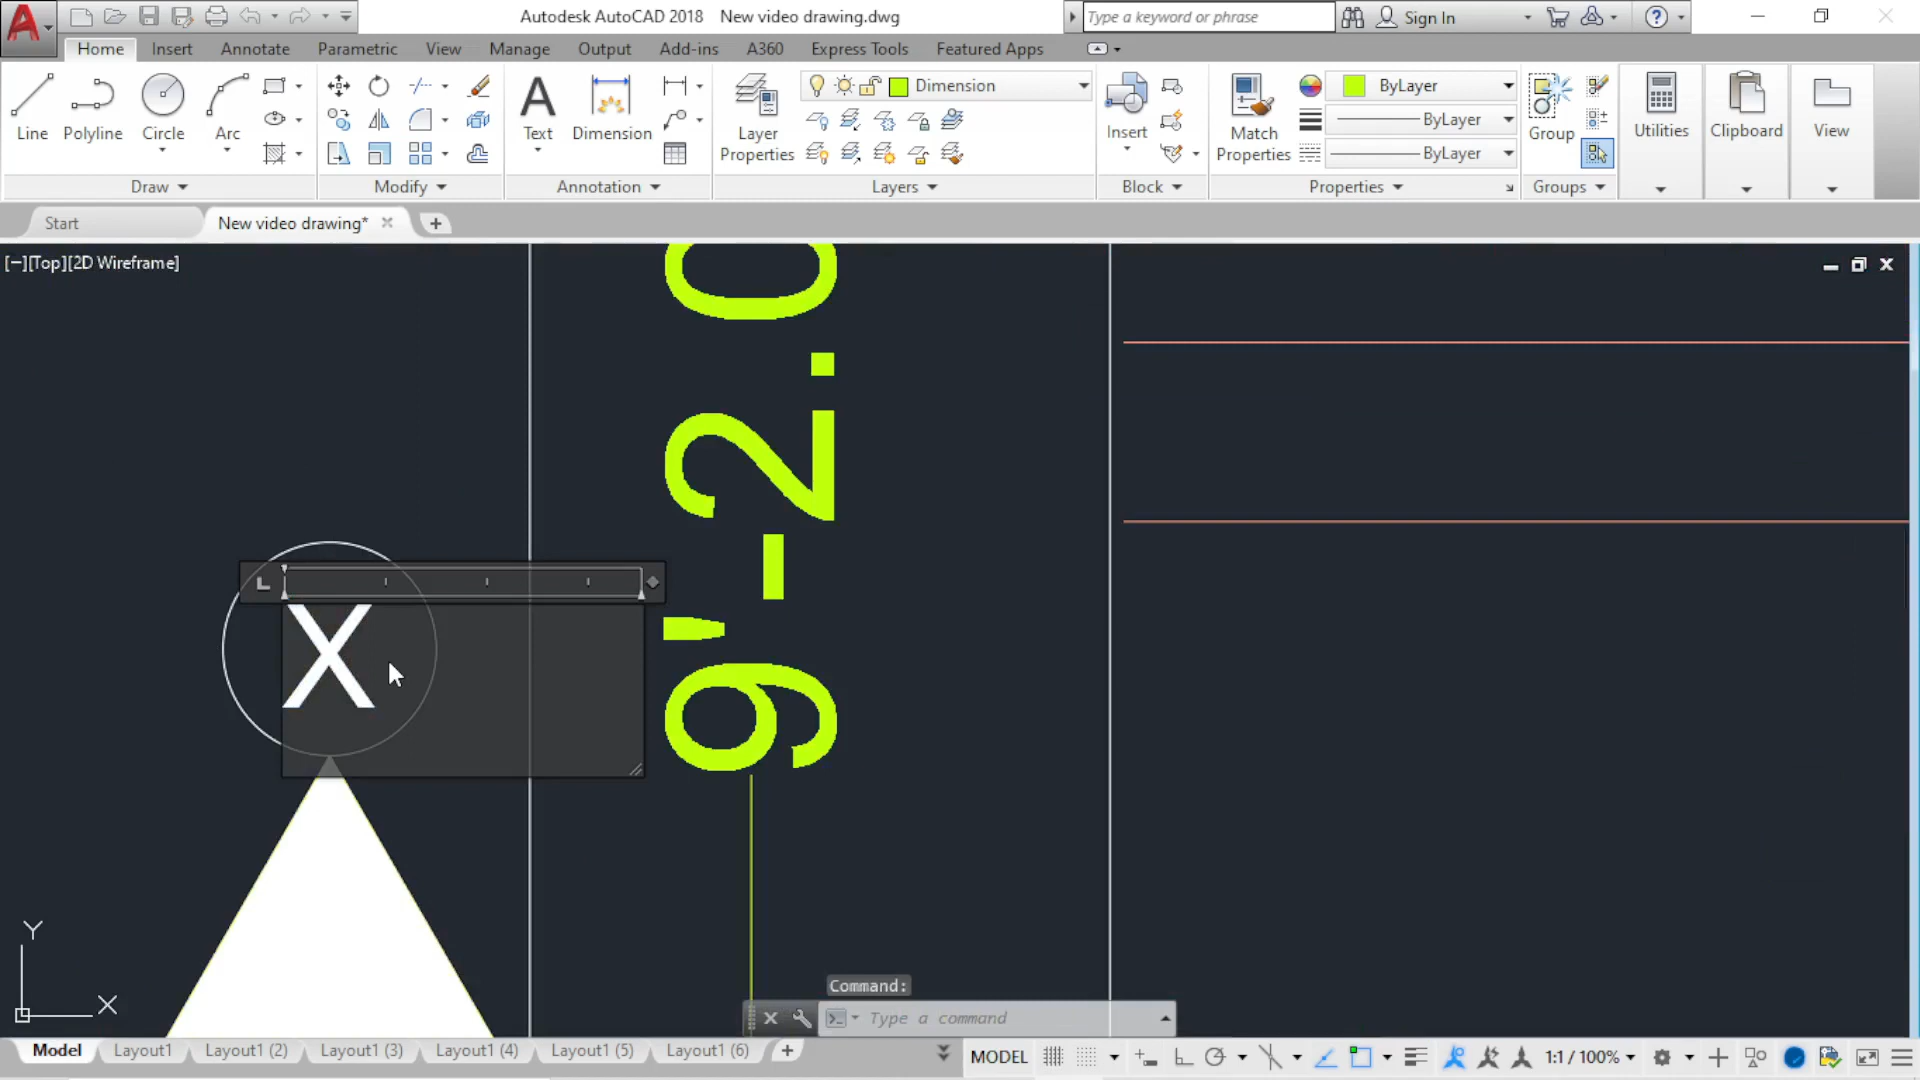 Autodesk AutoCAD 2018 New video drawing.dwg
Type a keyword or phrase
Sign In
Home Insert Annotate Parametric View Manage Output Add-ins A360 Express Tools Featured Apps
Line Polyline Circle Arc
Text Dimension
Layer Properties
Dimension
Insert
Match Properties
ByLayer
ByLayer
ByLayer
Group
Utilities
Clipboard
View
Draw Modify Annotation Layers Block Properties Groups
Start New video drawing*
[−][Top][2D Wireframe]
9'-2.0
X
Y
X
Command:
Type a command
Model Layout1 Layout1 (2) Layout1 (3) Layout1 (4) Layout1 (5) Layout1 (6)
MODEL
1:1 / 100%